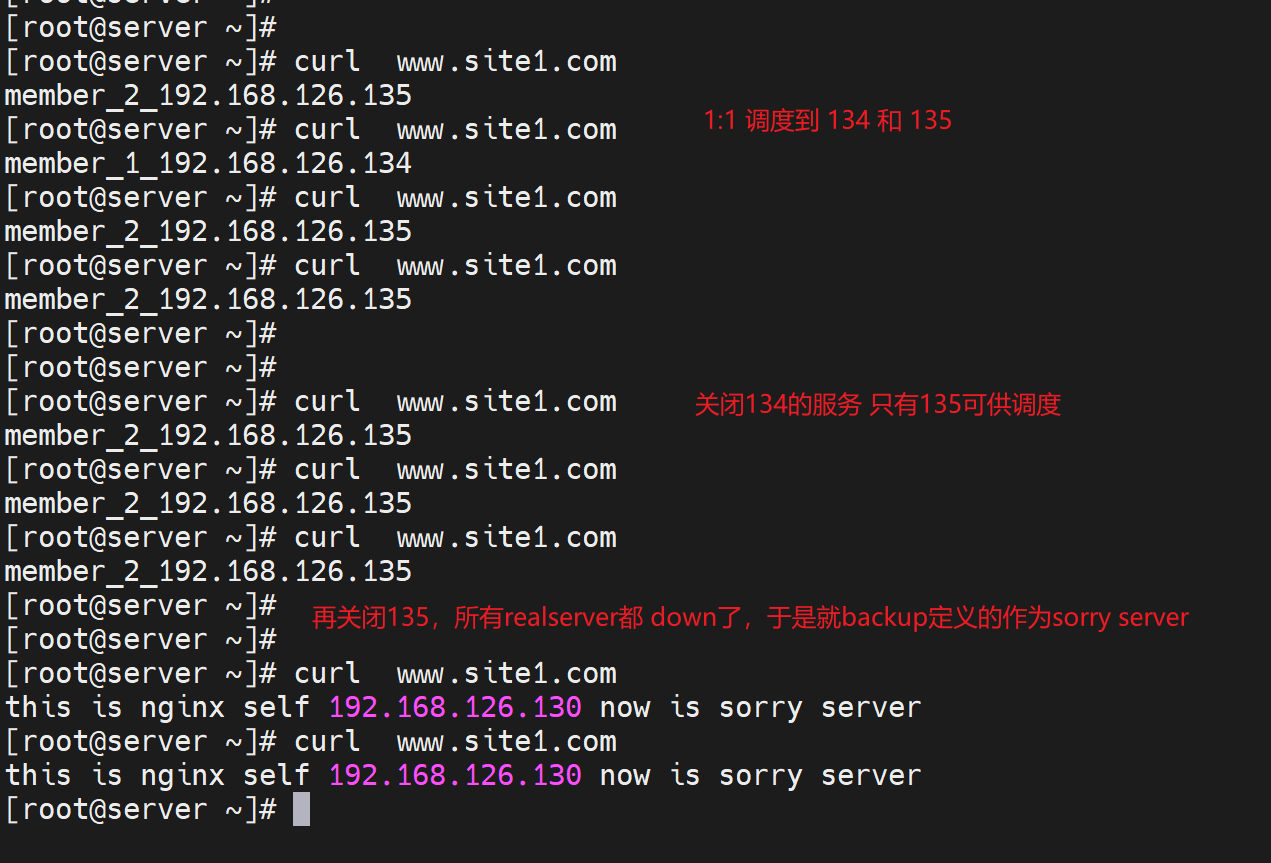 [root@server ~]#
[root@server ~]#
[root@server ~]# curl  www.site1.com
member_2_192.168.126.135
1:1 调度到 134 和 135
[root@server ~]# curl  www.site1.com
member_1_192.168.126.134
[root@server ~]# curl  www.site1.com
member_2_192.168.126.135
[root@server ~]# curl  www.site1.com
member_2_192.168.126.135
[root@server ~]#
[root@server ~]#
[root@server ~]# curl  www.site1.com
关闭134的服务 只有135可供调度
member_2_192.168.126.135
[root@server ~]# curl  www.site1.com
member_2_192.168.126.135
[root@server ~]# curl  www.site1.com
member_2_192.168.126.135
[root@server ~]#
再关闭135，所有realserver都 down了，于是就backup定义的作为sorry server
[root@server ~]#
[root@server ~]# curl  www.site1.com
this is nginx self 192.168.126.130 now is sorry server
[root@server ~]# curl  www.site1.com
this is nginx self 192.168.126.130 now is sorry server
[root@server ~]#